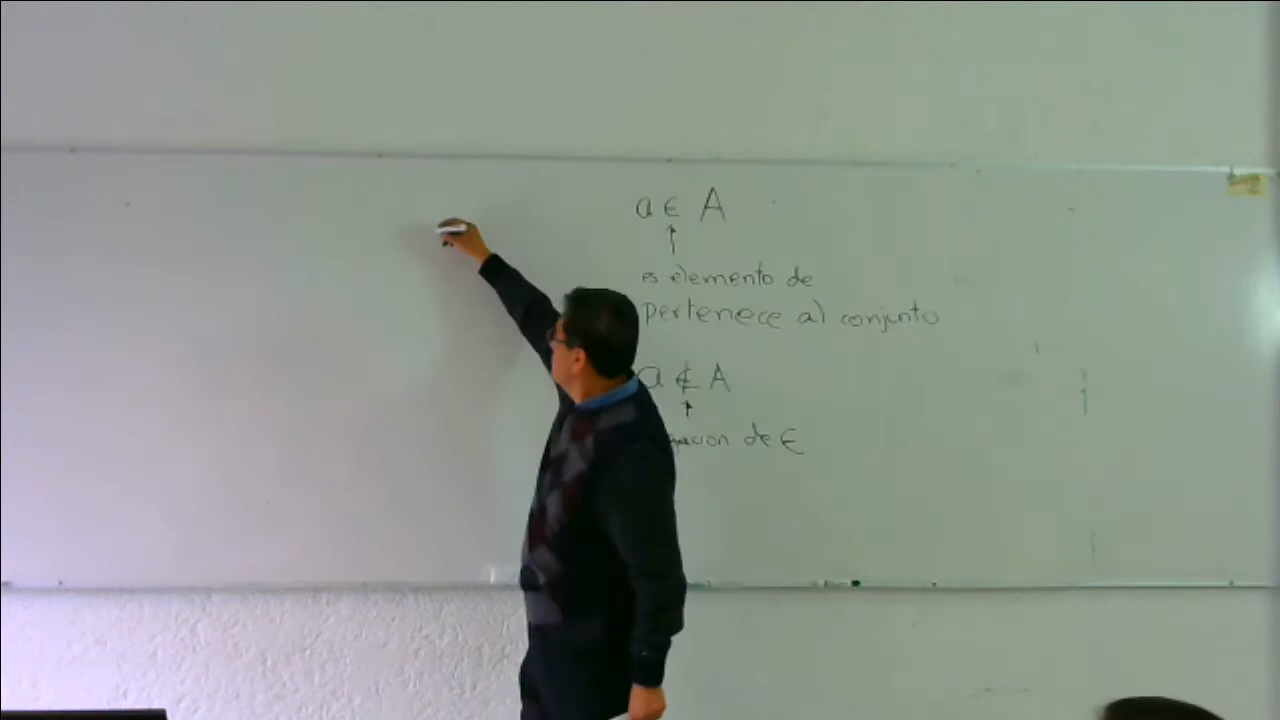 a ∈ A
es elemento de
pertenece al conjunto
a ∉ A
de ∈